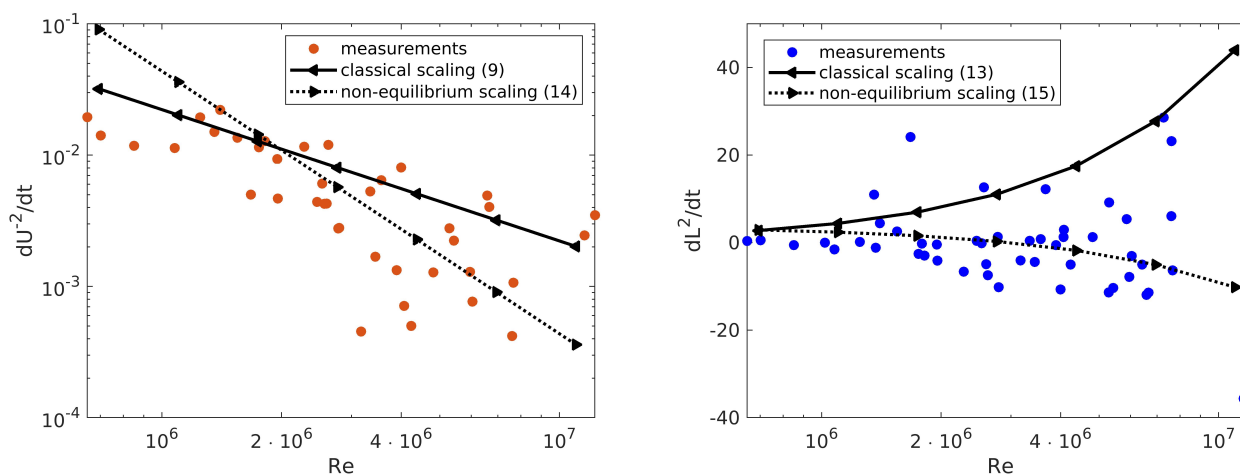 10^-1
10^-2
10^-3
10^-4
dU^-2/dt
measurements
classical scaling (9)
non-equilibrium scaling (14)
10^6
2 · 10^6
4 · 10^6
10^7
Re
40
20
0
-20
-40
dL^2/dt
measurements
classical scaling (13)
non-equilibrium scaling (15)
10^6
2 · 10^6
4 · 10^6
10^7
Re